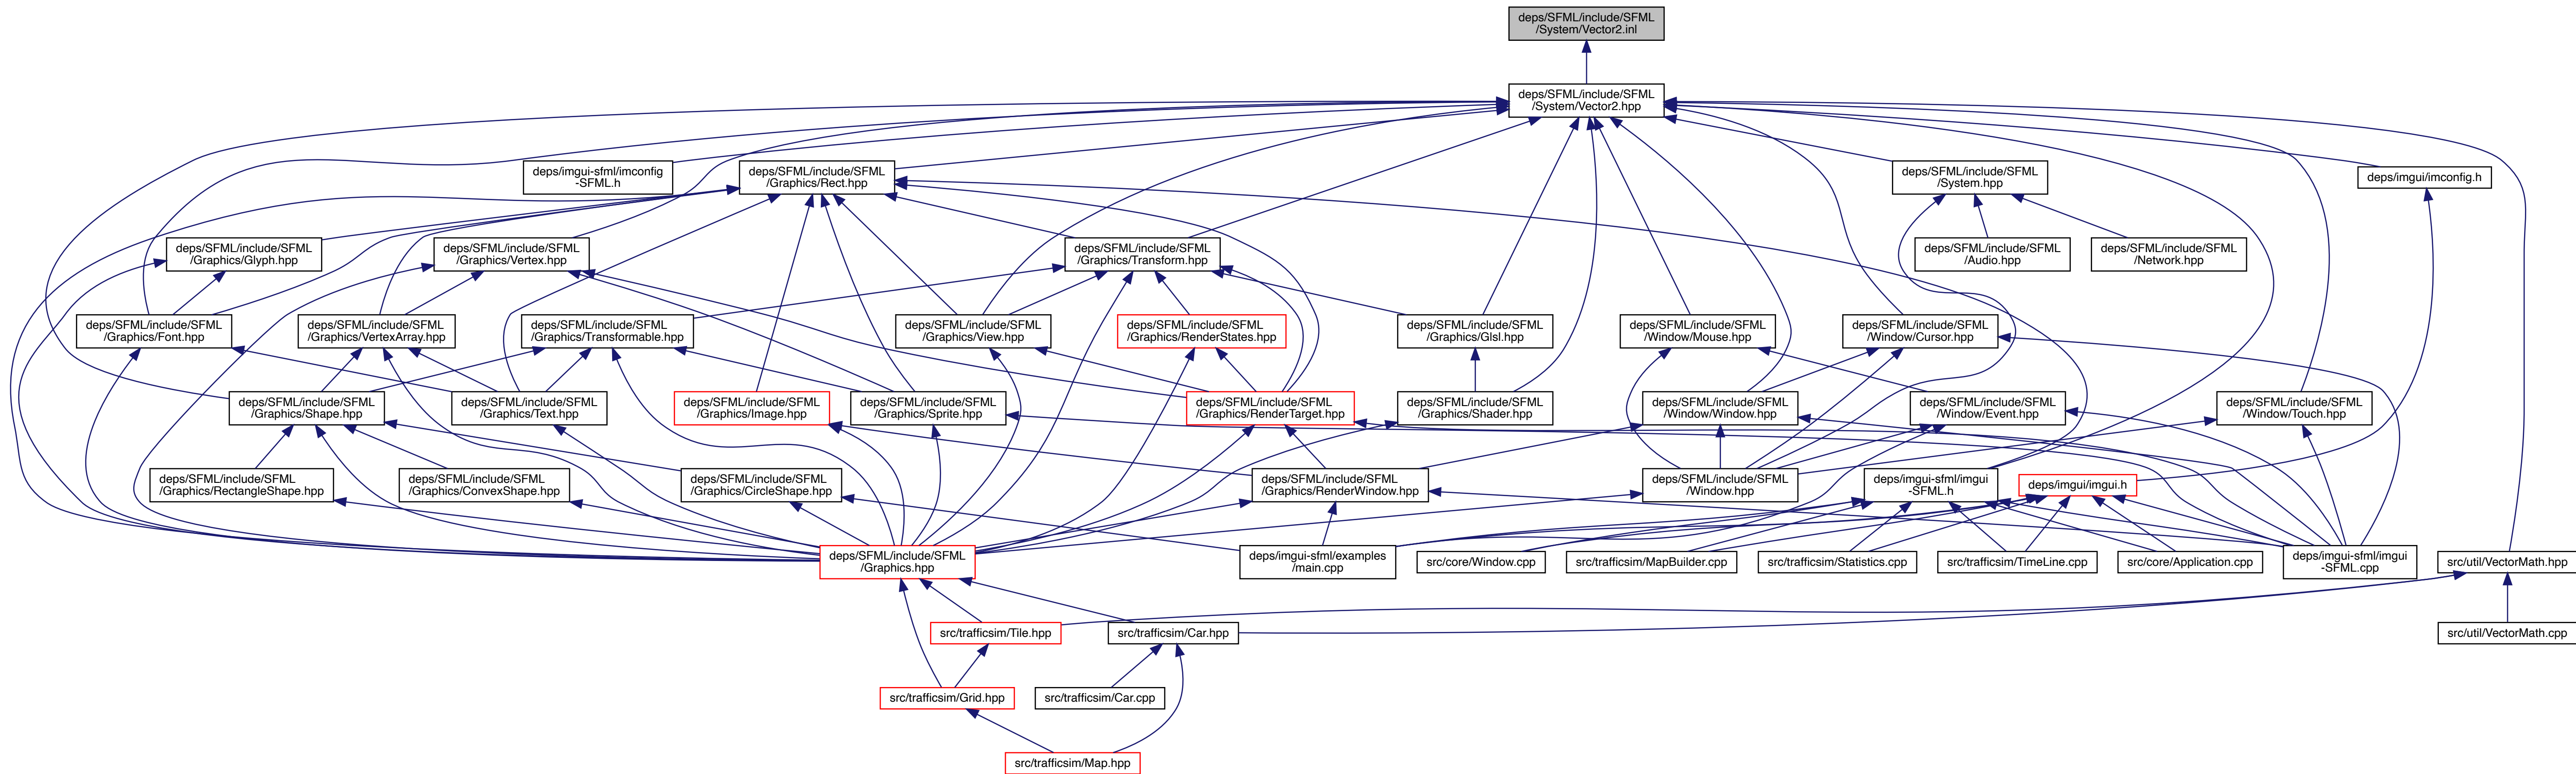 deps/SFML/include/SFML
/System/Vector2.inl
deps/SFML/include/SFML
/System/Vector2.hpp
deps/imgui-sfml/imconfig
-SFML.h
deps/SFML/include/SFML
/Graphics/Rect.hpp
deps/SFML/include/SFML
/System.hpp
deps/imgui/imconfig.h
deps/SFML/include/SFML
/Graphics/Glyph.hpp
deps/SFML/include/SFML
/Graphics/Vertex.hpp
deps/SFML/include/SFML
/Graphics/Transform.hpp
deps/SFML/include/SFML
/Audio.hpp
deps/SFML/include/SFML
/Network.hpp
deps/SFML/include/SFML
/Graphics/Font.hpp
deps/SFML/include/SFML
/Graphics/VertexArray.hpp
deps/SFML/include/SFML
/Graphics/Transformable.hpp
deps/SFML/include/SFML
/Graphics/View.hpp
deps/SFML/include/SFML
/Graphics/RenderStates.hpp
deps/SFML/include/SFML
/Graphics/Glsl.hpp
deps/SFML/include/SFML
/Window/Mouse.hpp
deps/SFML/include/SFML
/Window/Cursor.hpp
deps/SFML/include/SFML
/Graphics/Shape.hpp
deps/SFML/include/SFML
/Graphics/Text.hpp
deps/SFML/include/SFML
/Graphics/Image.hpp
deps/SFML/include/SFML
/Graphics/Sprite.hpp
deps/SFML/include/SFML
/Graphics/RenderTarget.hpp
deps/SFML/include/SFML
/Graphics/Shader.hpp
deps/SFML/include/SFML
/Window/Window.hpp
deps/SFML/include/SFML
/Window/Event.hpp
deps/SFML/include/SFML
/Window/Touch.hpp
deps/SFML/include/SFML
/Graphics/RectangleShape.hpp
deps/SFML/include/SFML
/Graphics/ConvexShape.hpp
deps/SFML/include/SFML
/Graphics/CircleShape.hpp
deps/SFML/include/SFML
/Graphics/RenderWindow.hpp
deps/SFML/include/SFML
/Window.hpp
deps/imgui-sfml/imgui
-SFML.h
deps/imgui/imgui.h
deps/SFML/include/SFML
/Graphics.hpp
deps/imgui-sfml/examples
/main.cpp
src/core/Window.cpp
src/trafficsim/MapBuilder.cpp
src/trafficsim/Statistics.cpp
src/trafficsim/TimeLine.cpp
src/core/Application.cpp
deps/imgui-sfml/imgui
-SFML.cpp
src/util/VectorMath.hpp
src/trafficsim/Tile.hpp
src/trafficsim/Car.hpp
src/util/VectorMath.cpp
src/trafficsim/Grid.hpp
src/trafficsim/Car.cpp
src/trafficsim/Map.hpp